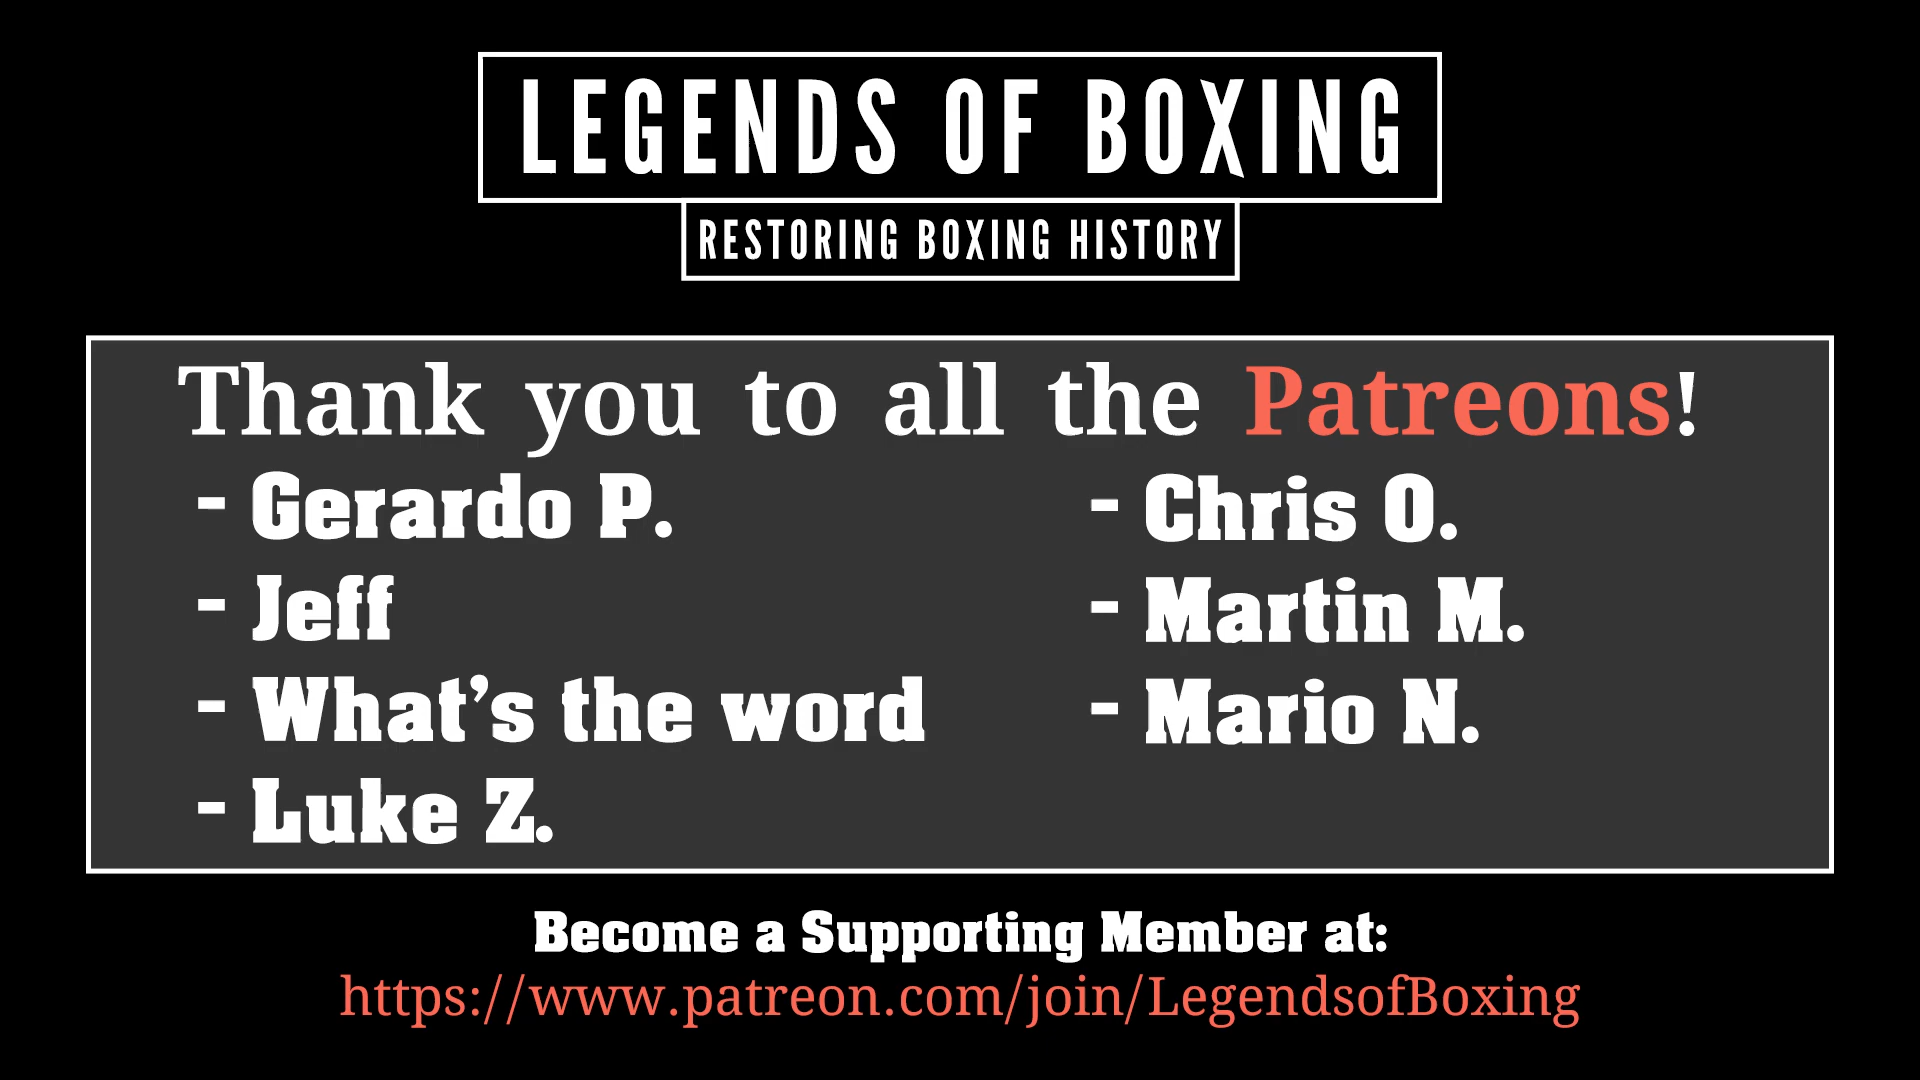 LEGENDS OF BOXING
RESTORING BOXING HISTORY
Thank you to all the Patreons!
- Gerardo P.
- Jeff
- What's the word
- Luke Z.
- Chris O.
- Martin M.
- Mario N.
Become a Supporting Member at:
https://www.patreon.com/join/LegendsofBoxing